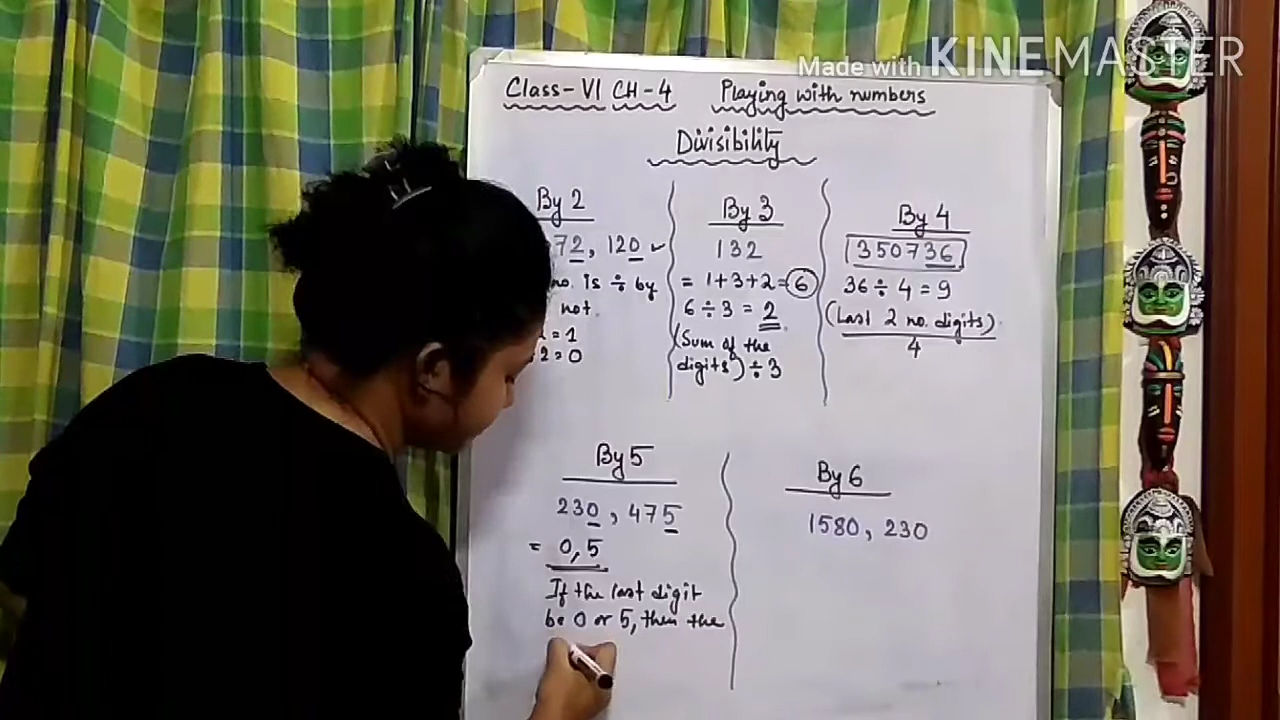 Made with KINEMASTER
Class-VI CH-4 Playing with numbers
Divisibility
By 2
72, 120 ✓
no. is ÷ by
not.
= 1
2 = 0
By 3
132
= 1+3+2= 6
6 ÷ 3 = 2
(Sum of the
digits) ÷ 3
By 4
350736
36 ÷ 4 = 9
(Last 2 no. digits)
4
By 5
230, 475
= 0, 5
If the last digit
be 0 or 5, then the
By 6
1580, 230